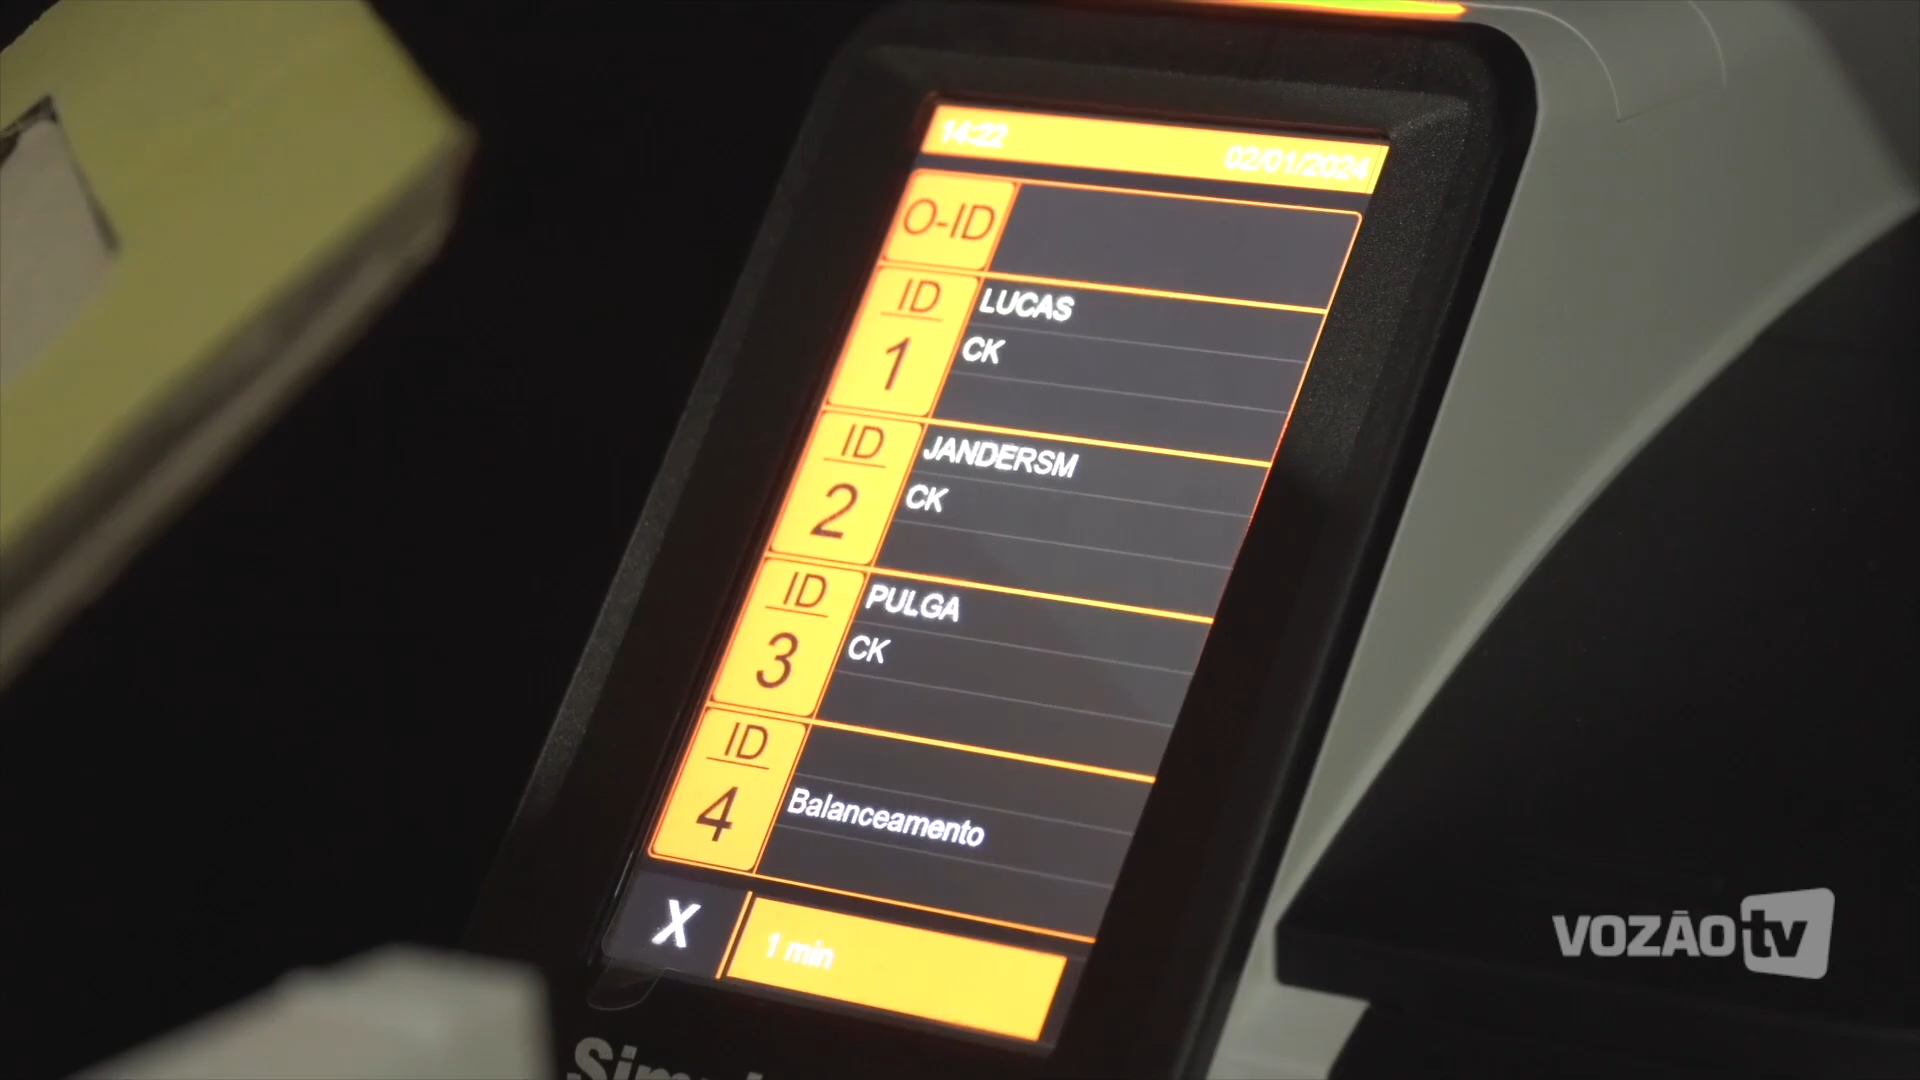 14:22
02/01/2024
O-ID
ID
1
LUCAS
CK
ID
2
JANDERSM
CK
ID
3
PULGA
CK
ID
4
Balanceamento
X
1 min
VOZÃO tv